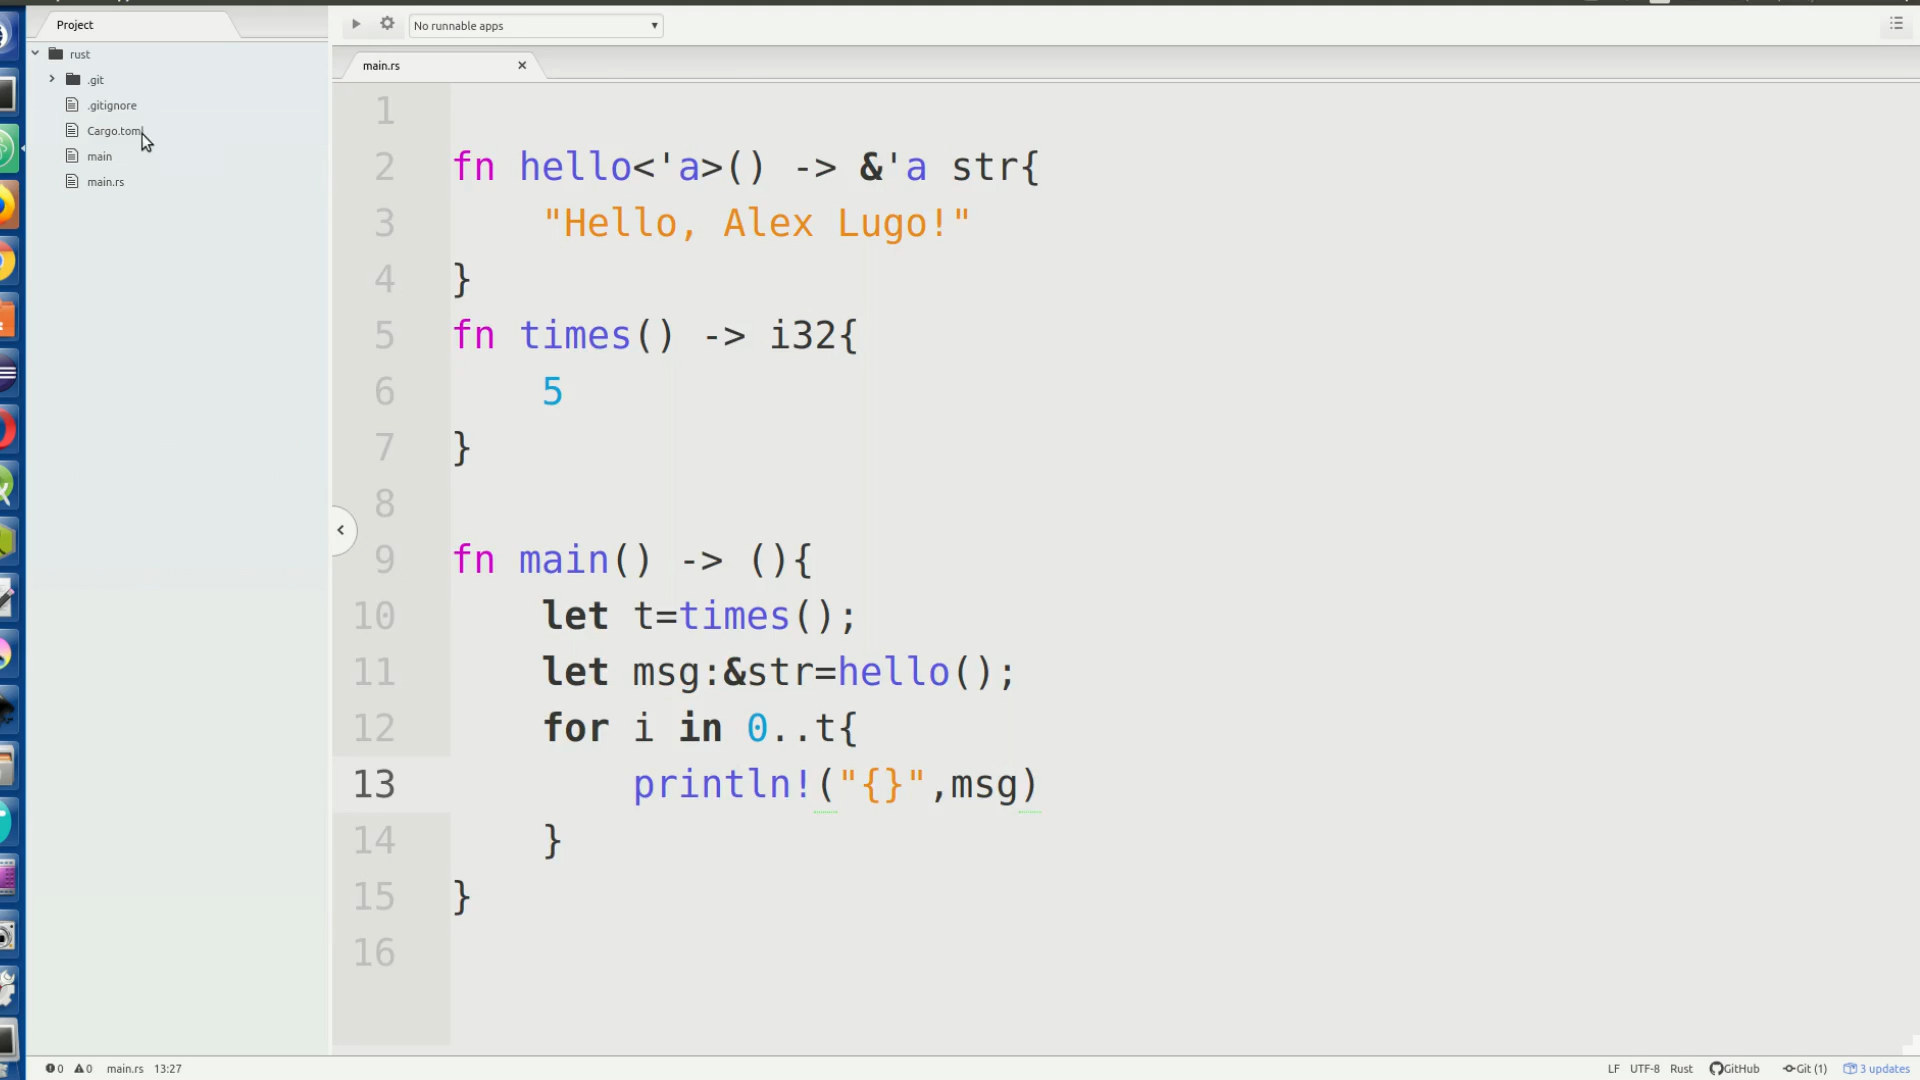 Project
No runnable apps
rust
.git
.gitignore
Cargo.toml
main
main.rs
main.rs
1
2 fn hello<'a>() -> &'a str{
3     "Hello, Alex Lugo!"
4 }
5 fn times() -> i32{
6     5
7 }
8
9 fn main() -> (){
10     let t=times();
11     let msg:&str=hello();
12     for i in 0..t{
13         println!("{}",msg)
14     }
15 }
16
0 0 main.rs 13:27
LF UTF-8 Rust GitHub Git (1) 3 updates